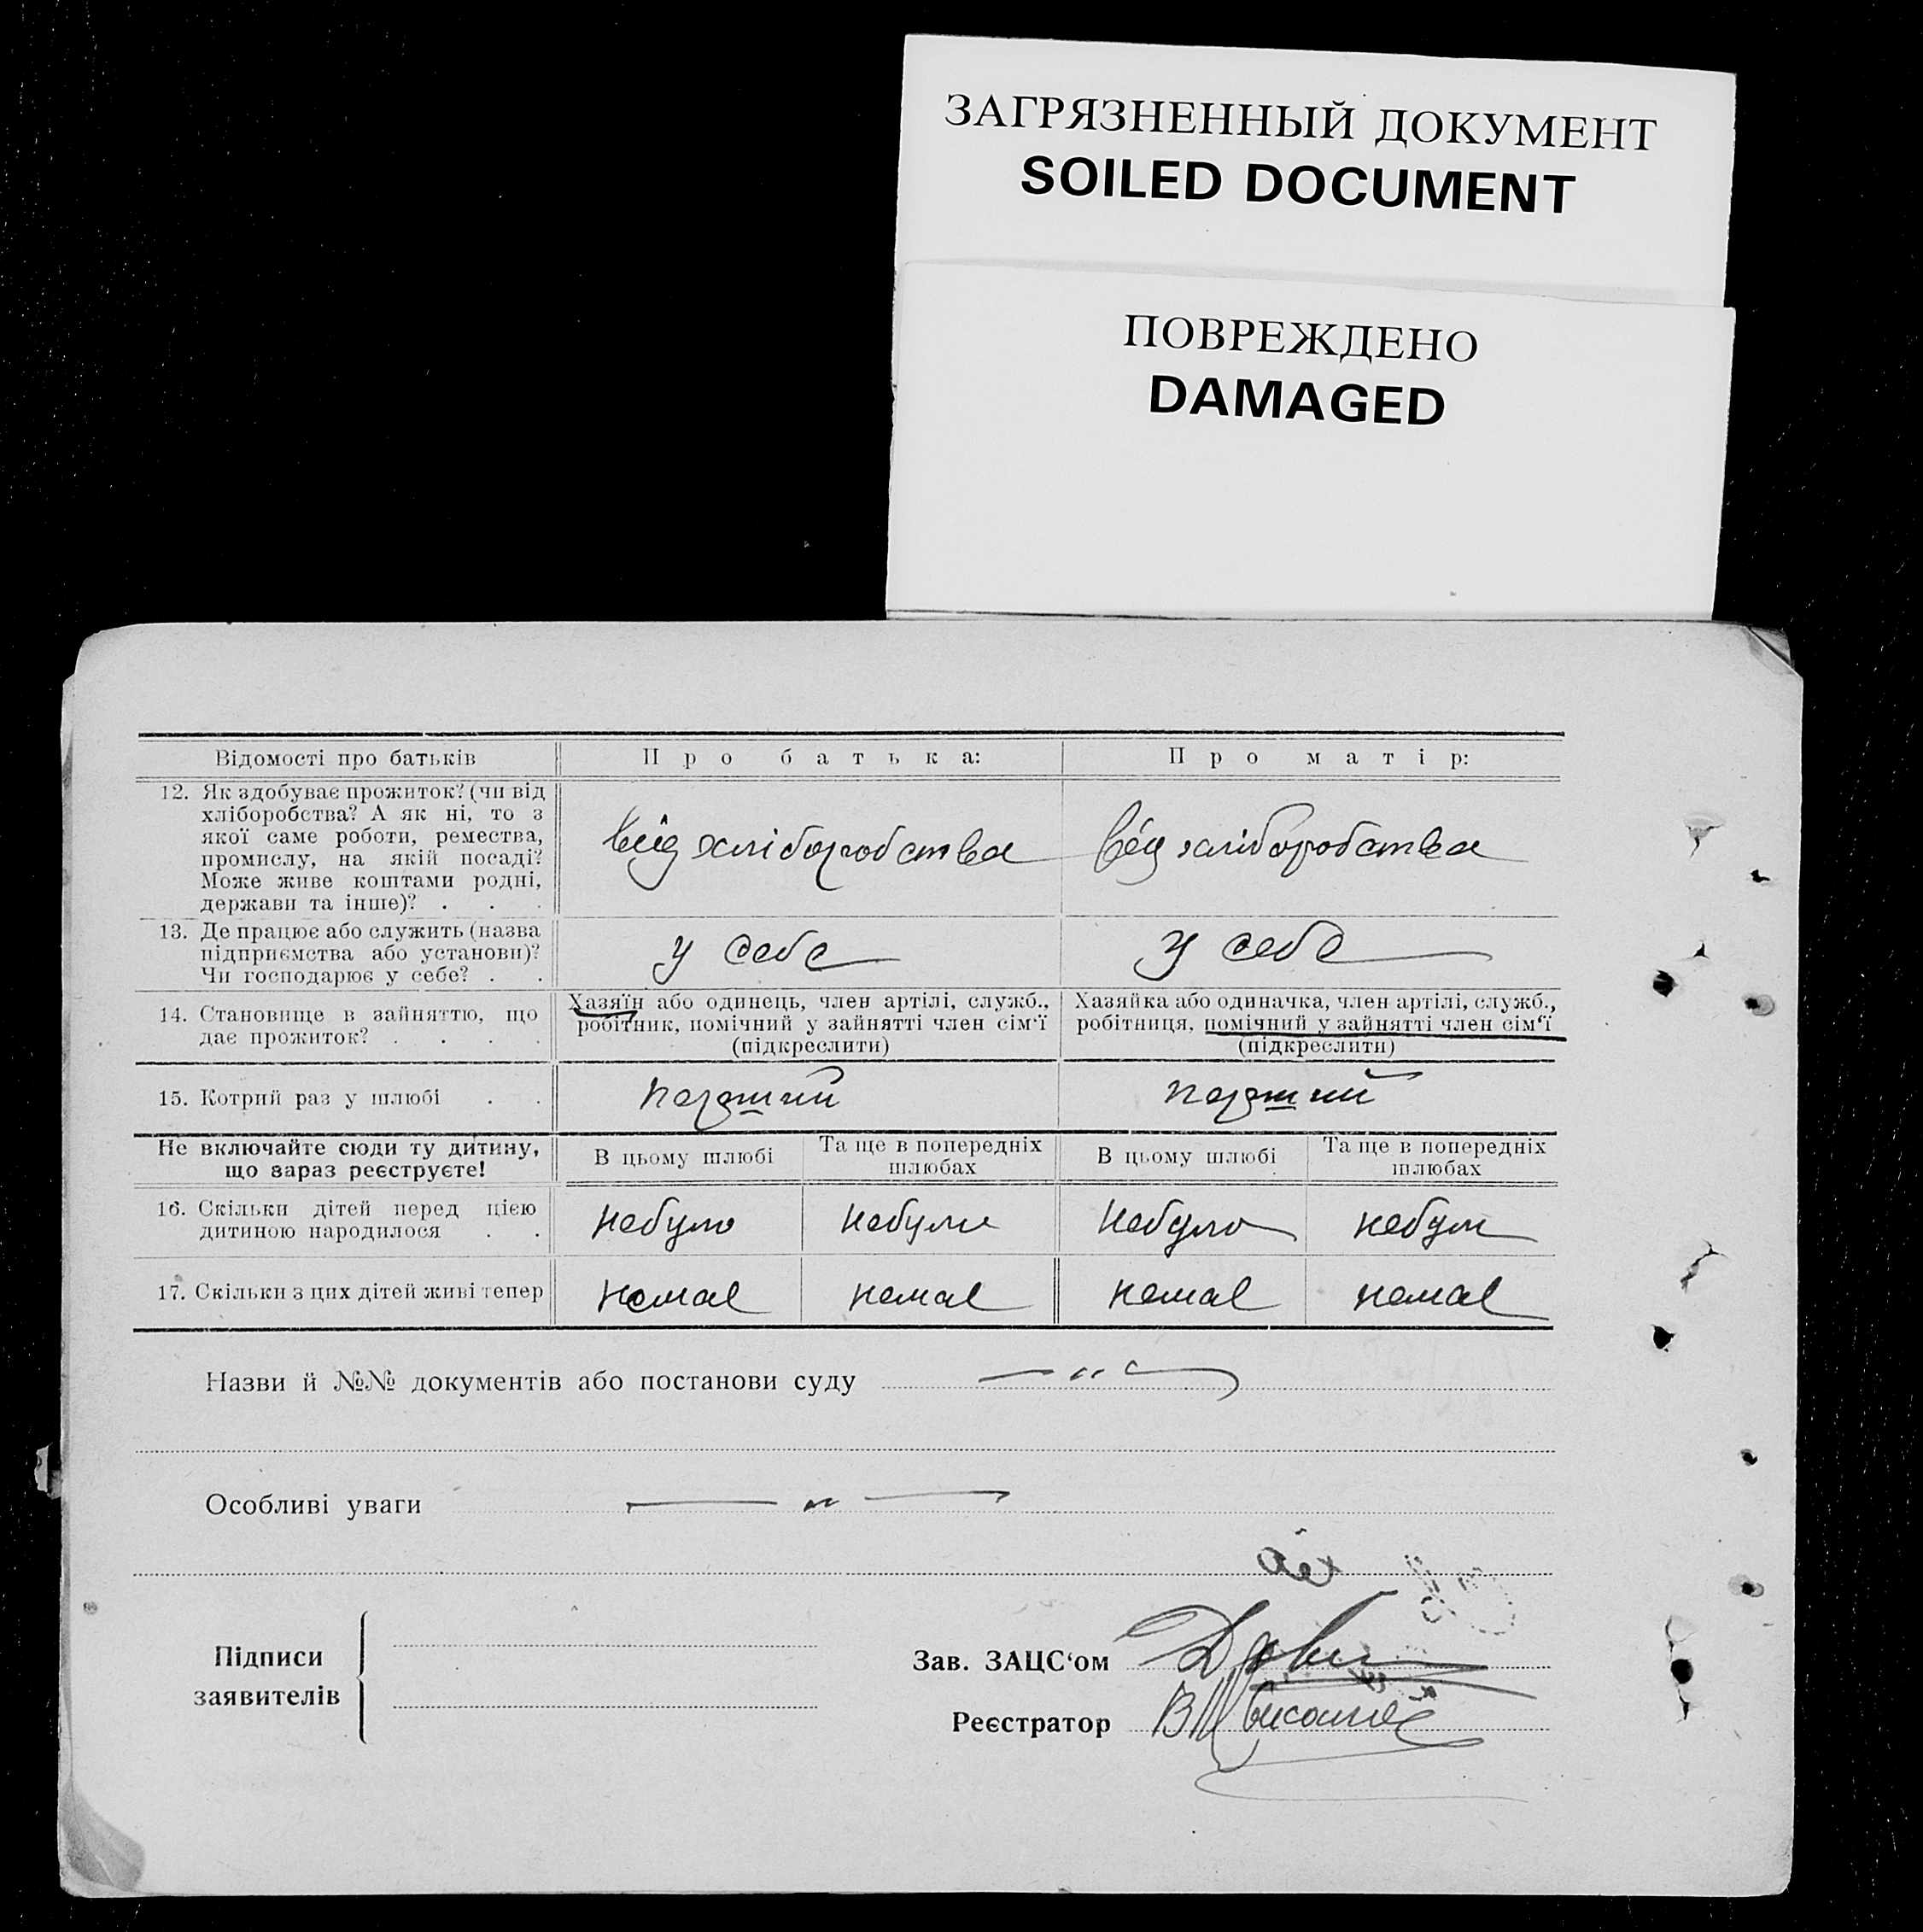 ЗАГРЯЗНЕННЫЙ ДОКУМЕНТ
SOILED DOCUMENT
ПОВРЕЖДЕНО
DAMAGED
Відомості про батьків
Про батька:
Про матір:
12. Як здобуває прожиток? (чи від
хліборобства? А як ні, то з
якої саме роботи, ремества,
промислу, на якій посаді?
Може живе коштами родні,
держави та інше)? . . .
від хліборобства
від хліборобства
13. Де працює або служить (назва
підприємства або установи)?
Чи господарює у себе? . .
у себе
у себе
14. Становище в зайняттю, що
дає прожиток? . . . .
Хазяїн або одинець, член артілі, служб.,
робітник, помічний у зайнятті член сім'ї
(підкреслити)
Хазяйка або одиначка, член артілі, служб.,
робітниця, помічний у зайнятті член сім'ї
(підкреслити)
15. Котрий раз у шлюбі . .
перший
перший
Не включайте сюди ту дитину,
що зараз реєструєте!
В цьому шлюбі
Та ще в попередніх
шлюбах
В цьому шлюбі
Та ще в попередніх
шлюбах
16. Скільки дітей перед цією
дитиною народилося . .
небуло
небули
небуло
небули
17. Скільки з цих дітей живі тепер
немає
немає
немає
немає
Назви й №№ документів або постанови суду
— " —
Особливі уваги
— " —
Підписи
заявителів
Зав. ЗАЦС'ом
Реєстратор